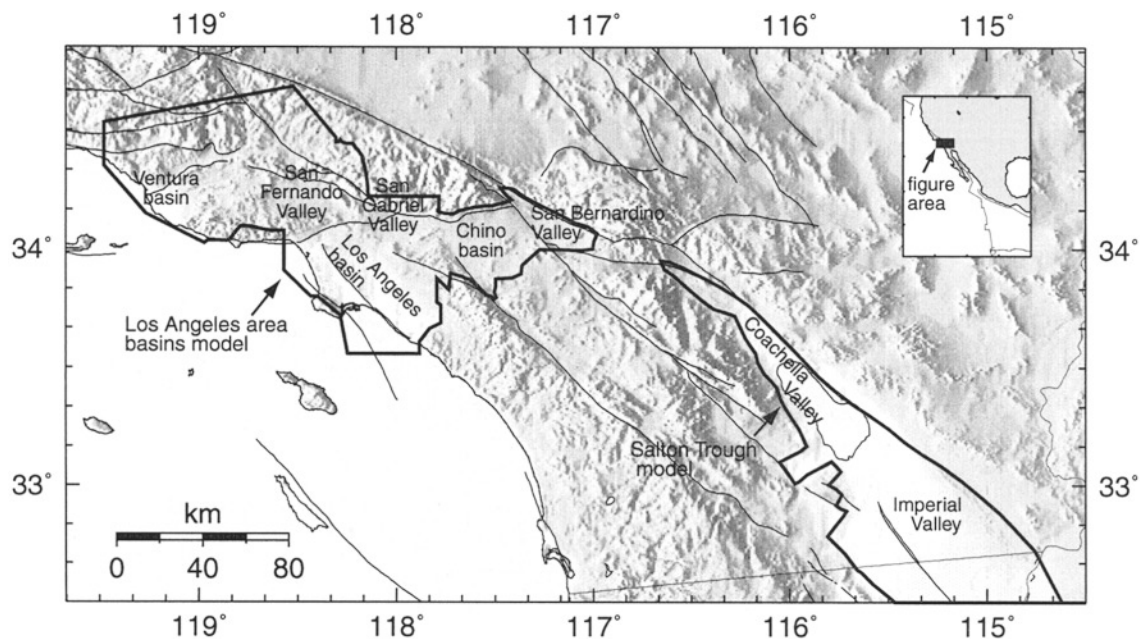 119° 118° 117° 116° 115°
figure
area
Ventura
basin
San
Fernando
Valley
San
Gabriel
Valley
San Bernardino
Valley
Chino
basin
Los Angeles
basin
34° 34°
Los Angeles area
basins model
Coachella
Valley
Salton Trough
model
33° 33°
Imperial
Valley
km
0 40 80
119° 118° 117° 116° 115°